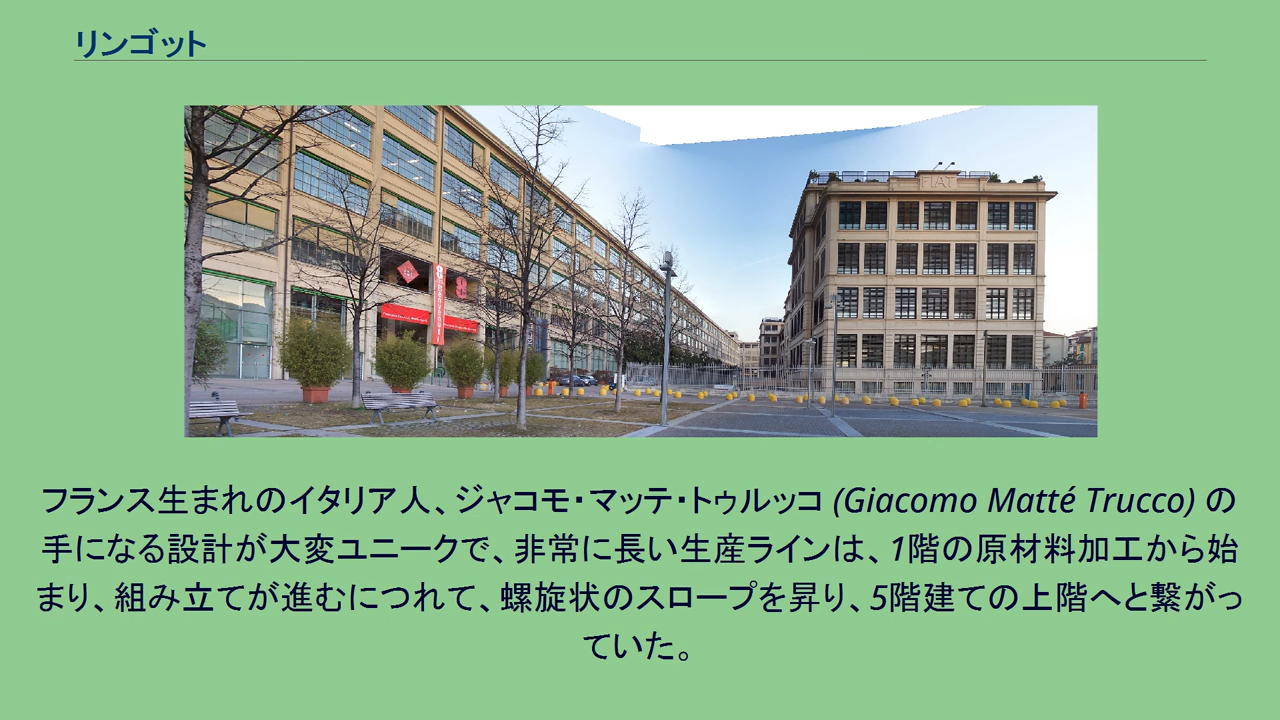 リンゴット
FIAT
フランス生まれのイタリア人、ジャコモ・マッテ・トゥルッコ (Giacomo Matté Trucco) の
手になる設計が大変ユニークで、非常に長い生産ラインは、1階の原材料加工から始
まり、組み立てが進むにつれて、螺旋状のスロープを昇り、5階建ての上階へと繋がっ
ていた。